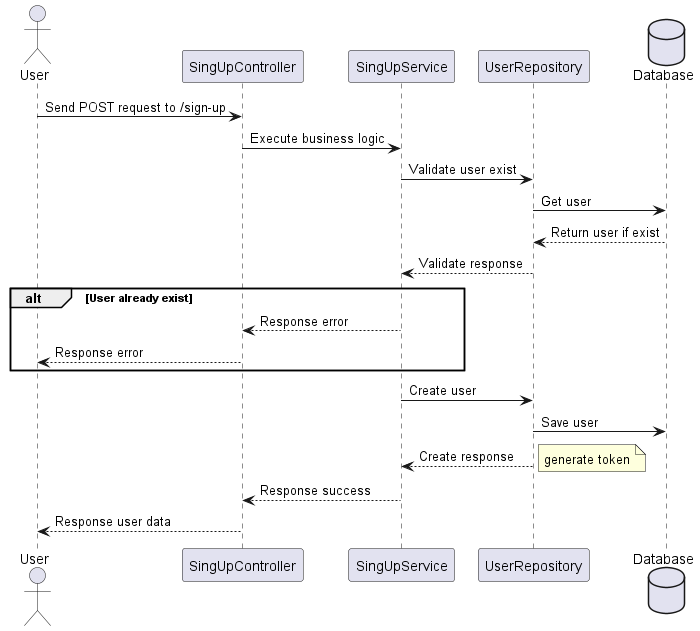 User
SingUpController
SingUpService
UserRepository
Database
Send POST request to /sign-up
Execute business logic
Validate user exist
Get user
Return user if exist
Validate response
alt
[User already exist]
Response error
Response error
Create user
Save user
Create response
generate token
Response success
Response user data
User
SingUpController
SingUpService
UserRepository
Database